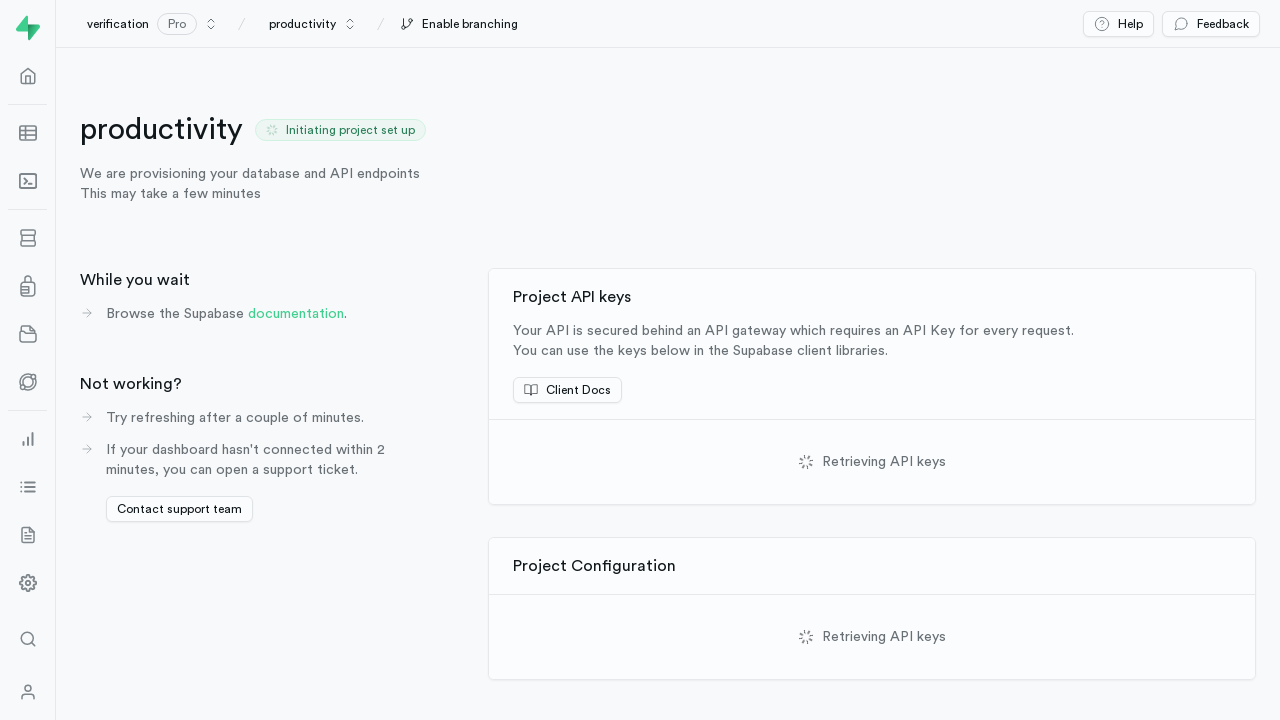 verification Pro / productivity / Enable branching Help Feedback
productivity Initiating project set up
We are provisioning your database and API endpoints
This may take a few minutes
While you wait
Browse the Supabase documentation.
Not working?
Try refreshing after a couple of minutes.
If your dashboard hasn't connected within 2
minutes, you can open a support ticket.
Contact support team
Project API keys
Your API is secured behind an API gateway which requires an API Key for every request.
You can use the keys below in the Supabase client libraries.
Client Docs
Retrieving API keys
Project Configuration
Retrieving API keys